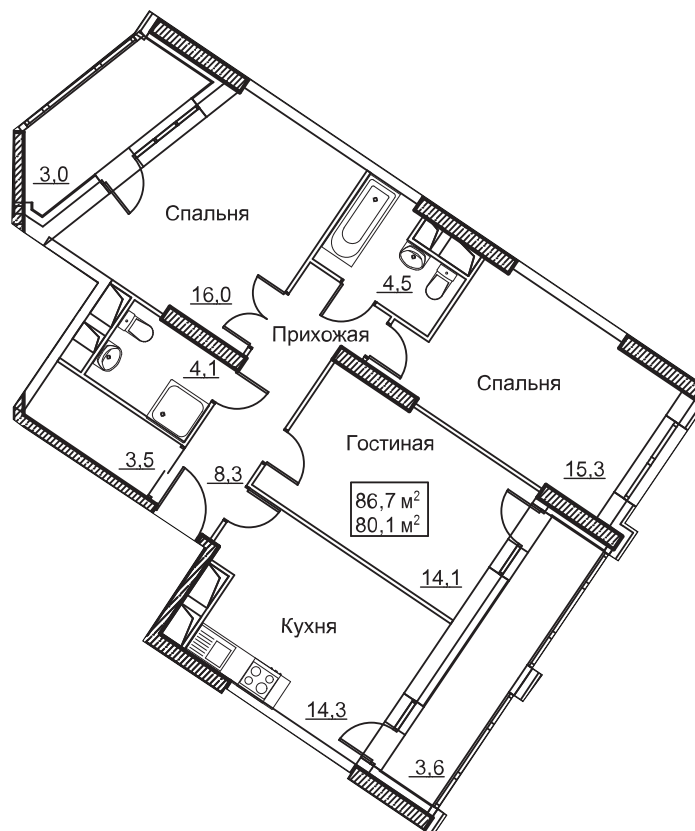 3,0
Спальня
16,0
4,5
Прихожая
4,1
Спальня
Гостиная
3,5
8,3
15,3
86,7 м²
80,1 м²
14,1
Кухня
14,3
3,6